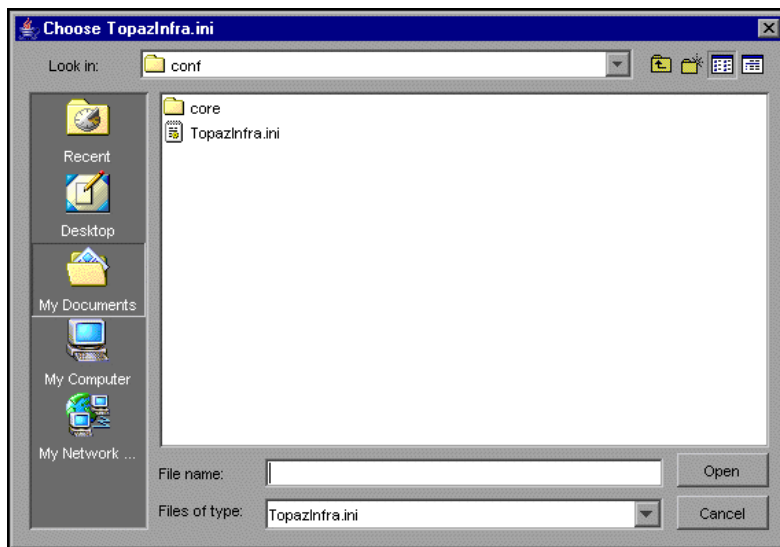 Choose TopazInfra.ini
Look in:
conf
Recent
Desktop
My Documents
My Computer
My Network ...
core
TopazInfra.ini
File name:
Open
Files of type:
TopazInfra.ini
Cancel